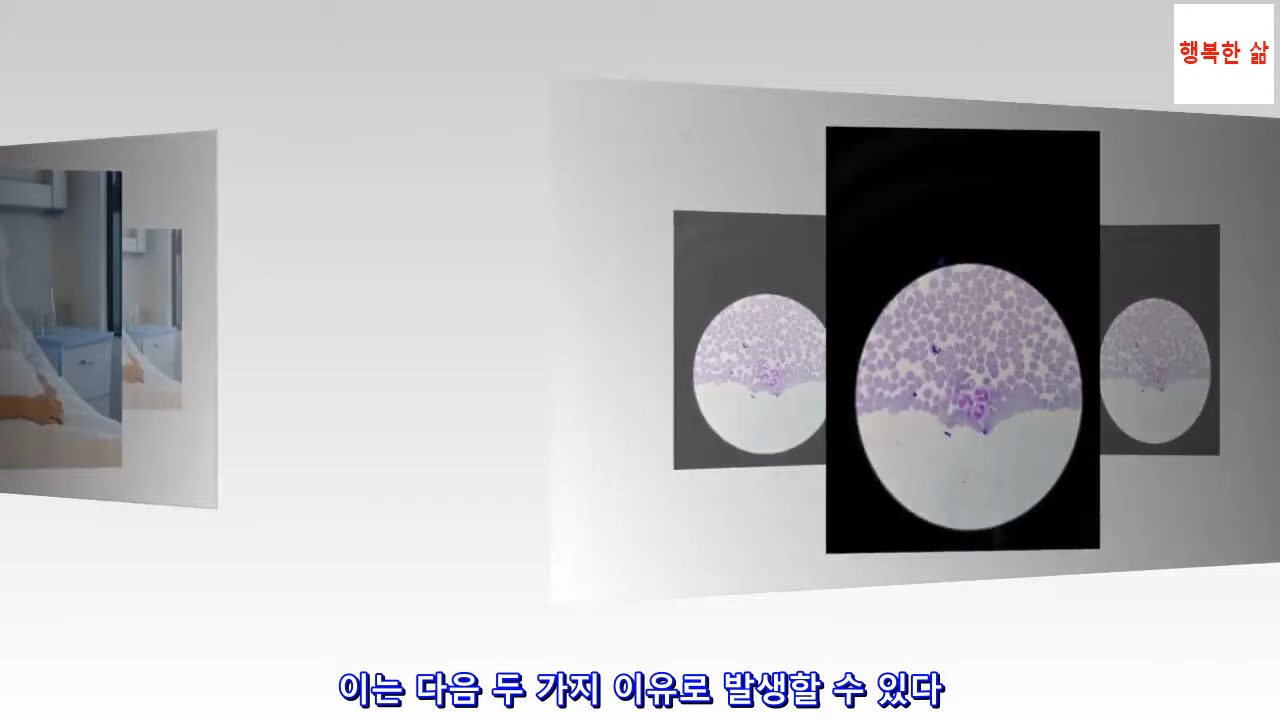 행복한 삶
이는 다음 두 가지 이유로 발생할 수 있다